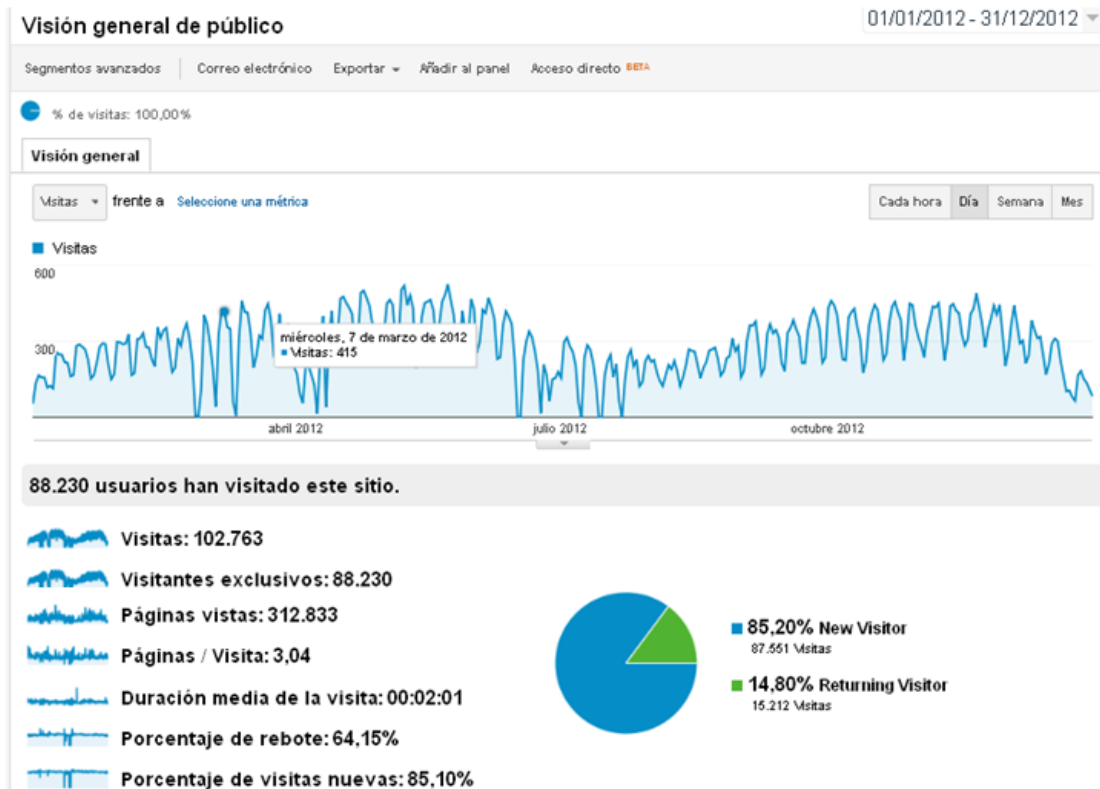 Visión general de público
01/01/2012 - 31/12/2012
Segmentos avanzados Correo electrónico Exportar Añadir al panel Acceso directo BETA
% de visitas: 100,00%
Visión general
Visitas frente a Seleccione una métrica
Cada hora Día Semana Mes
Visitas
600
300
miércoles, 7 de marzo de 2012
Visitas: 415
abril 2012 julio 2012 octubre 2012
88.230 usuarios han visitado este sitio.
Visitas: 102.763
Visitantes exclusivos: 88.230
Páginas vistas: 312.833
Páginas / Visita: 3,04
Duración media de la visita: 00:02:01
Porcentaje de rebote: 64,15%
Porcentaje de visitas nuevas: 85,10%
85,20% New Visitor
87.551 Visitas
14,80% Returning Visitor
15.212 Visitas